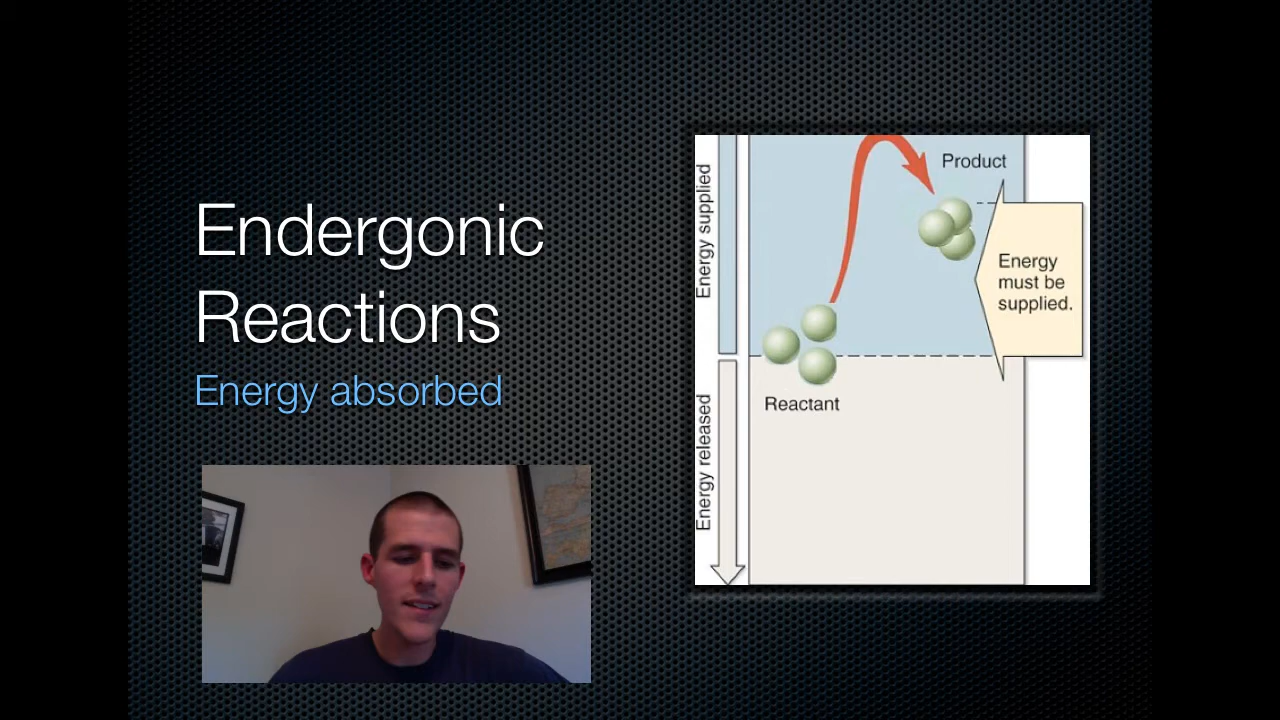 Endergonic
Reactions
Energy absorbed
Energy supplied
Energy released
Product
Energy
must be
supplied.
Reactant